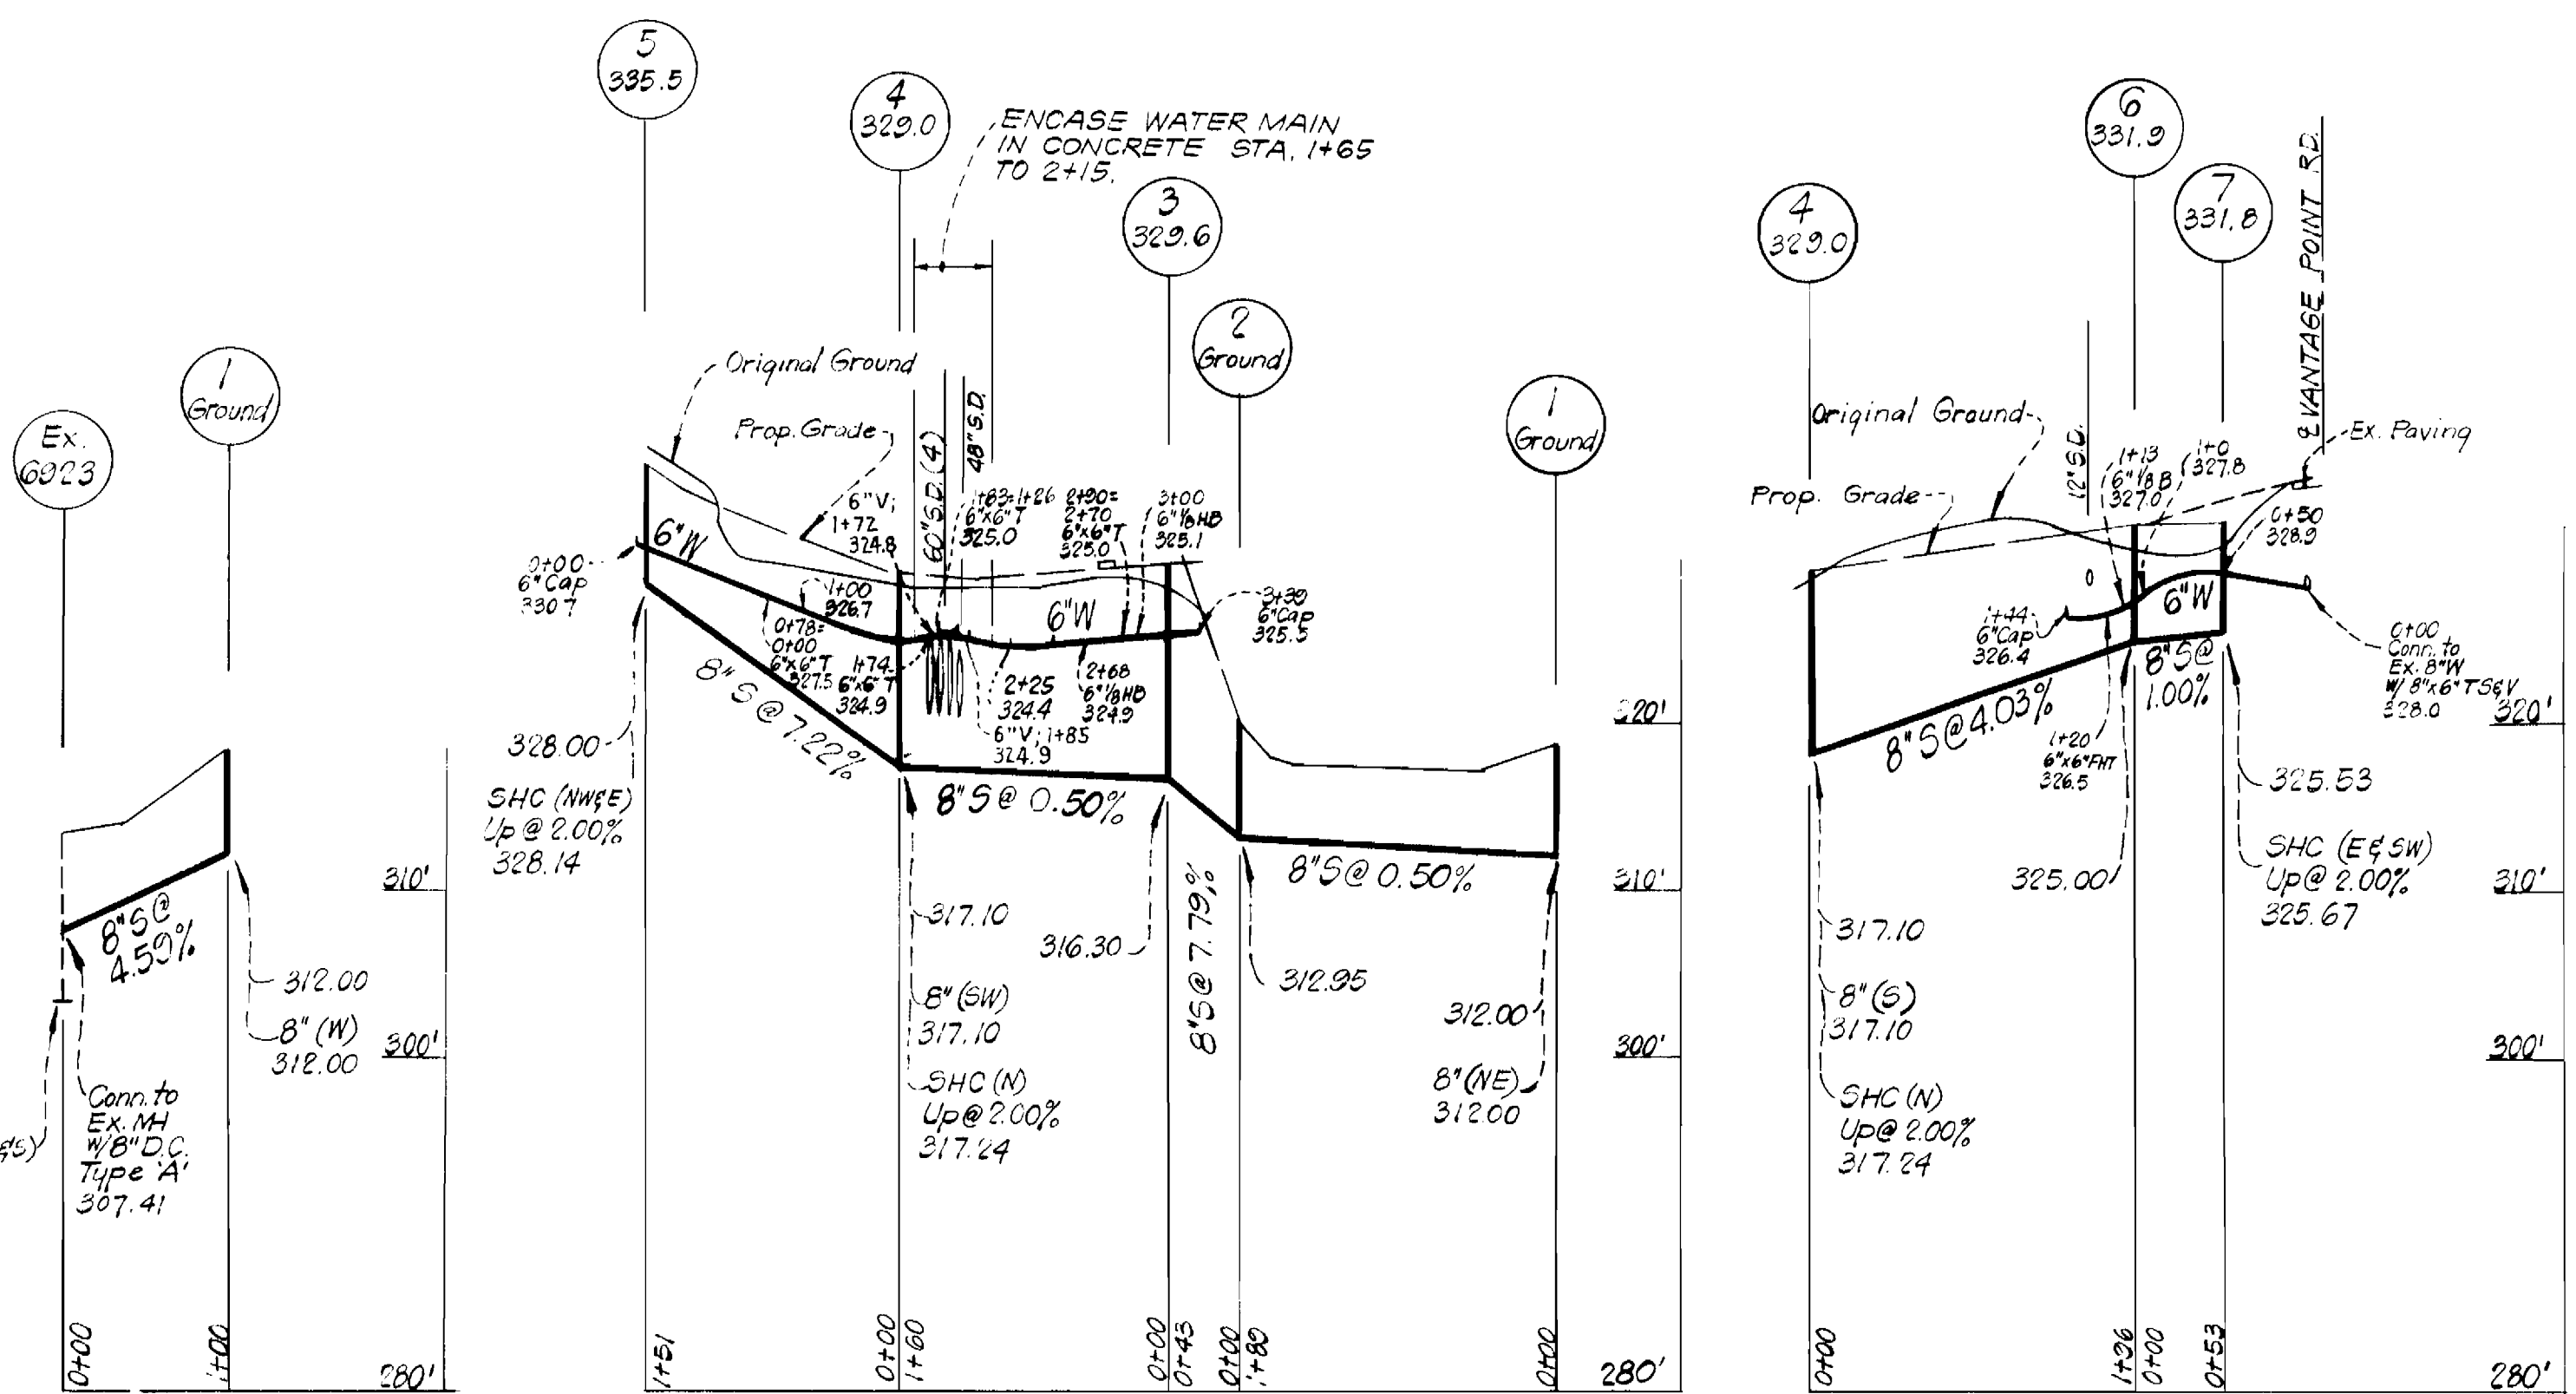 Ex.
6923
1
Ground
310'
8"S @
4.59%
312.00
8" (W)
312.00
300'
Conn. to
Ex. MH
W/8" D.C.
Type 'A'
307.41
0+00
1+00
280'
5
335.5
4
329.0
ENCASE WATER MAIN
IN CONCRETE STA. 1+65
TO 2+15.
3
329.6
2
Ground
1
Ground
Original Ground
Prop. Grade
60" S.D. (4)
48" S.D.
6" V;
1+72
324.8
1+83=1+26
6"x6" T
325.0
2+90=
2+70
6"x6" T
325.0
3+00
6" 1/8 HB
325.1
6" W
0+00
6" Cap
330.7
1+00
326.7
0+78=
0+00
6"x6" T
327.5
1+74
6"x6" T
324.9
6" W
3+39
6" Cap
325.5
2+25
324.4
2+68
6" 1/8 HB
324.9
6" V; 1+85
324.9
328.00
8" S @ 7.22%
SHC (NW&E)
Up @ 2.00%
328.14
8" S @ 0.50%
317.10
8" (SW)
317.10
SHC (N)
Up @ 2.00%
317.24
316.30
8"S @ 7.79%
312.95
8"S @ 0.50%
312.00
8" (NE)
312.00
320'
310'
300'
1+51
0+00
1+60
0+00
0+43
0+00
1+89
0+00
280'
4
329.0
6
331.9
7
331.8
℄ VANTAGE POINT RD.
Original Ground
Prop. Grade
12" S.D.
1+13
6" 1/8 B
327.0
327.8
Ex. Paving
0+50
328.9
1+44
6" Cap
326.4
6" W
0+00
Conn. to
Ex. 8" W
W/ 8"x6" TS&V
328.0
8" S @ 4.03%
8" S @
1.00%
1+20
6"x6" FHT
326.5
325.53
SHC (E & SW)
Up @ 2.00%
325.67
325.00
317.10
8" (S)
317.10
SHC (N)
Up @ 2.00%
317.24
320'
310'
300'
0+00
1+96
0+00
0+53
280'